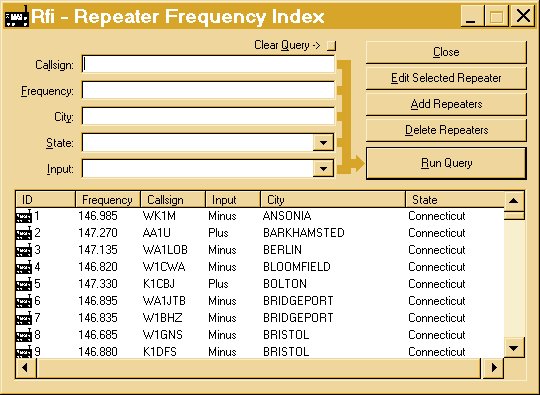 Rfi - Repeater Frequency Index
Clear Query ->
Callsign:
Frequency:
City:
State:
Input:
Close
Edit Selected Repeater
Add Repeaters
Delete Repeaters
Run Query
ID Frequency Callsign Input City State
1 146.985 WK1M Minus ANSONIA Connecticut
2 147.270 AA1U Plus BARKHAMSTED Connecticut
3 147.135 WA1LOB Minus BERLIN Connecticut
4 146.820 W1CWA Minus BLOOMFIELD Connecticut
5 147.330 K1CBJ Plus BOLTON Connecticut
6 146.895 WA1JTB Minus BRIDGEPORT Connecticut
7 146.835 W1BHZ Minus BRIDGEPORT Connecticut
8 146.685 W1GNS Minus BRISTOL Connecticut
9 146.880 K1DFS Minus BRISTOL Connecticut